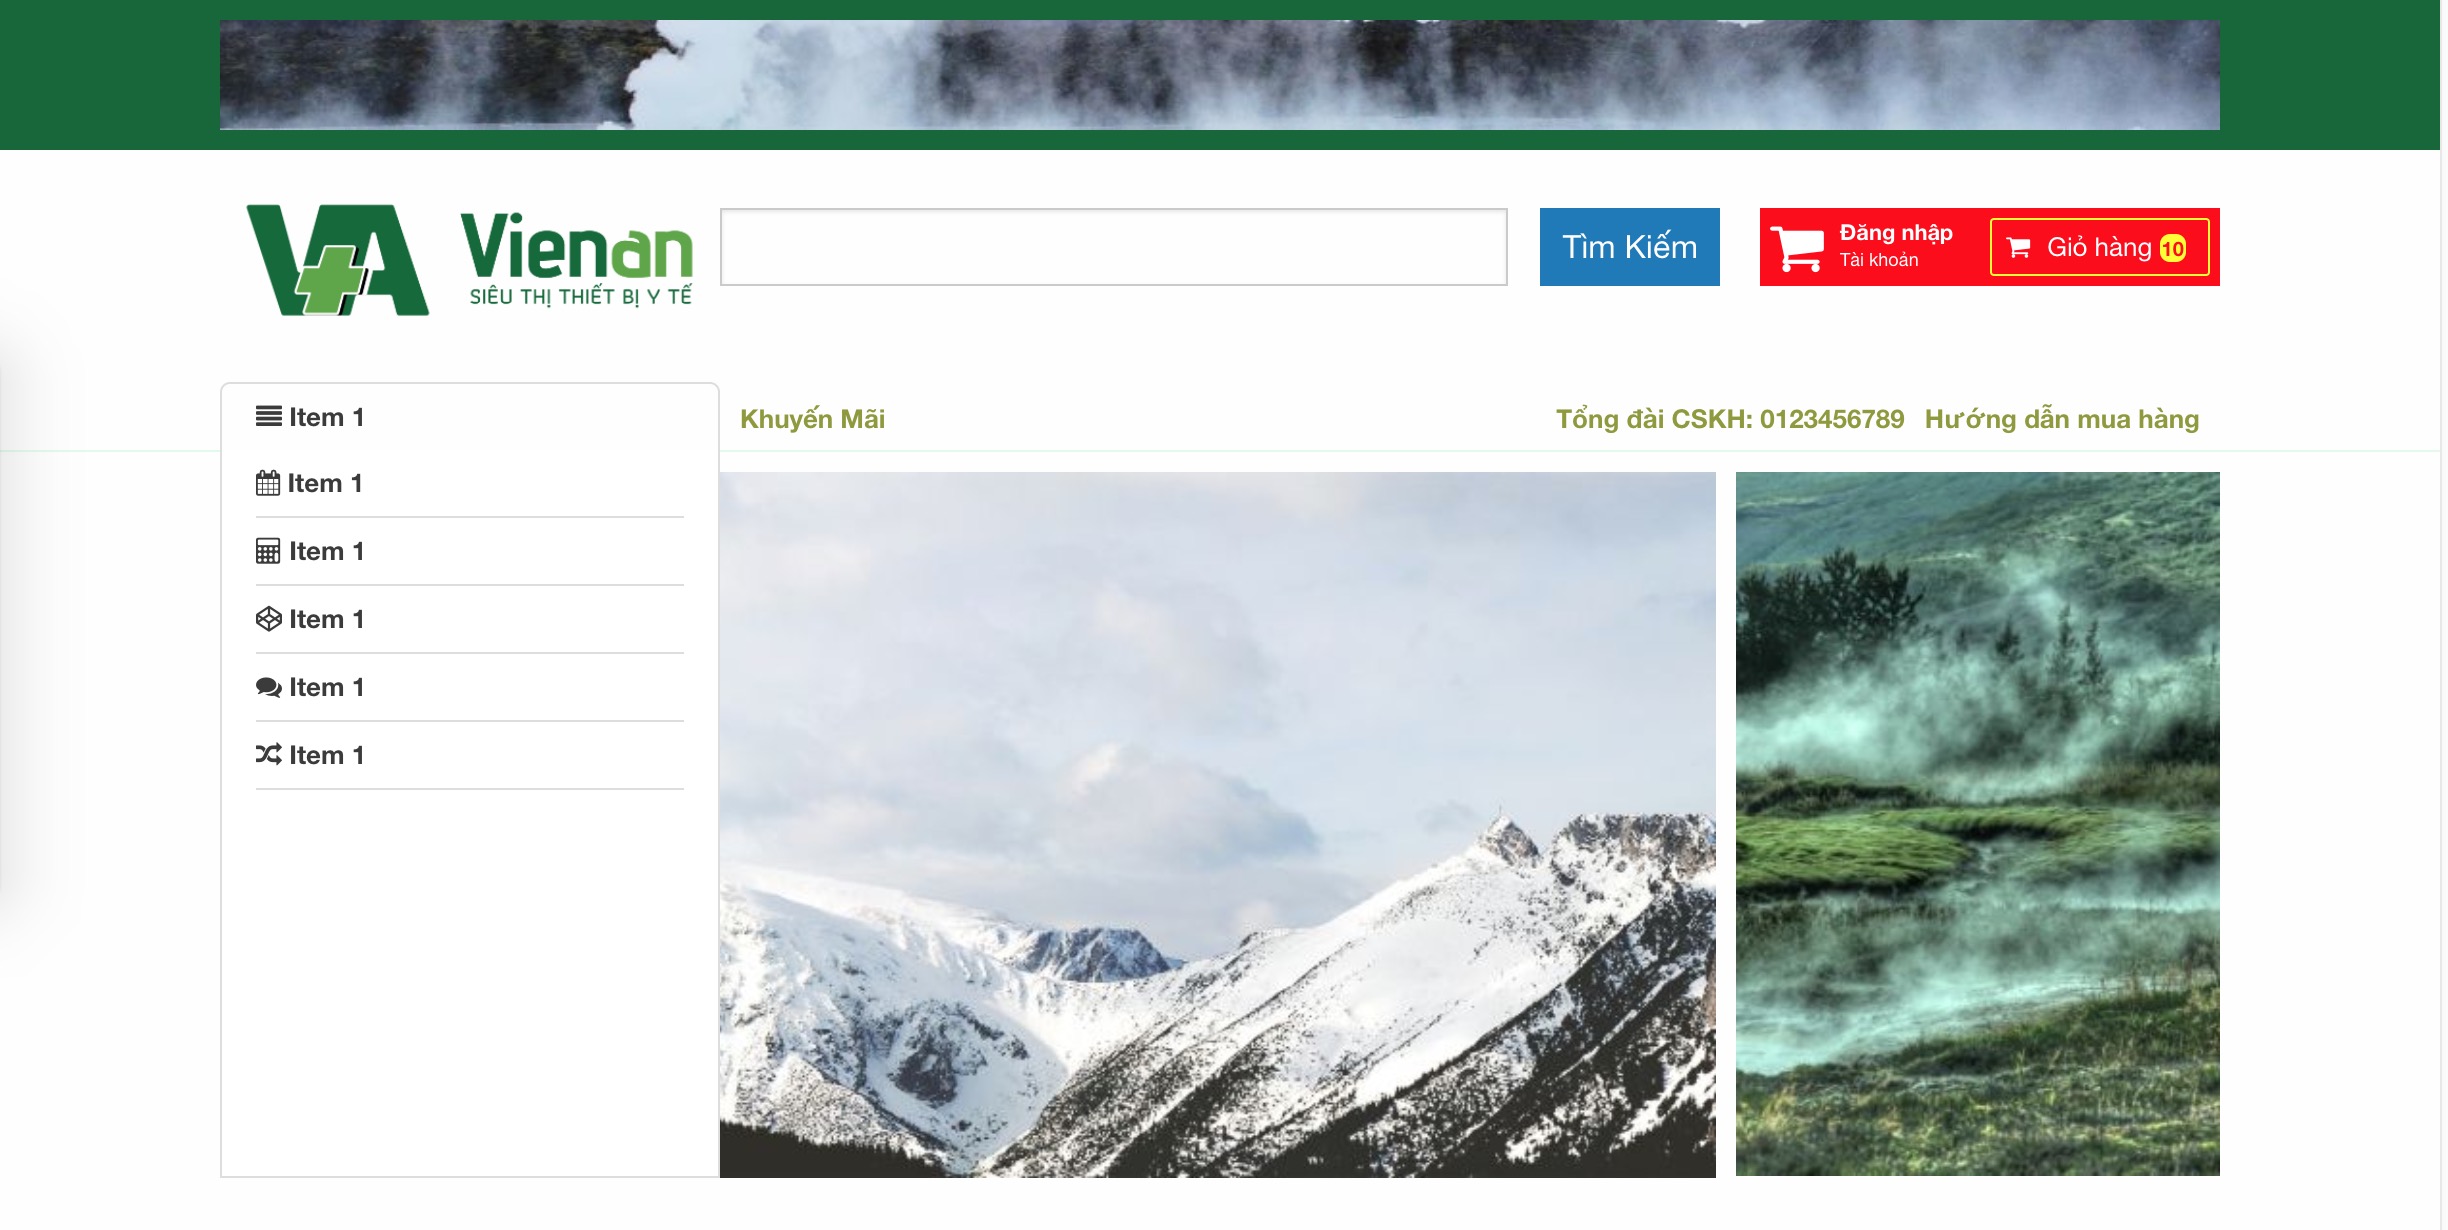 VA
Vienan
SIÊU THỊ THIẾT BỊ Y TẾ
Tìm Kiếm
Đăng nhập
Tài khoản
Giỏ hàng 10
Item 1
Khuyến Mãi
Tổng đài CSKH: 0123456789
Hướng dẫn mua hàng
Item 1
Item 1
Item 1
Item 1
Item 1